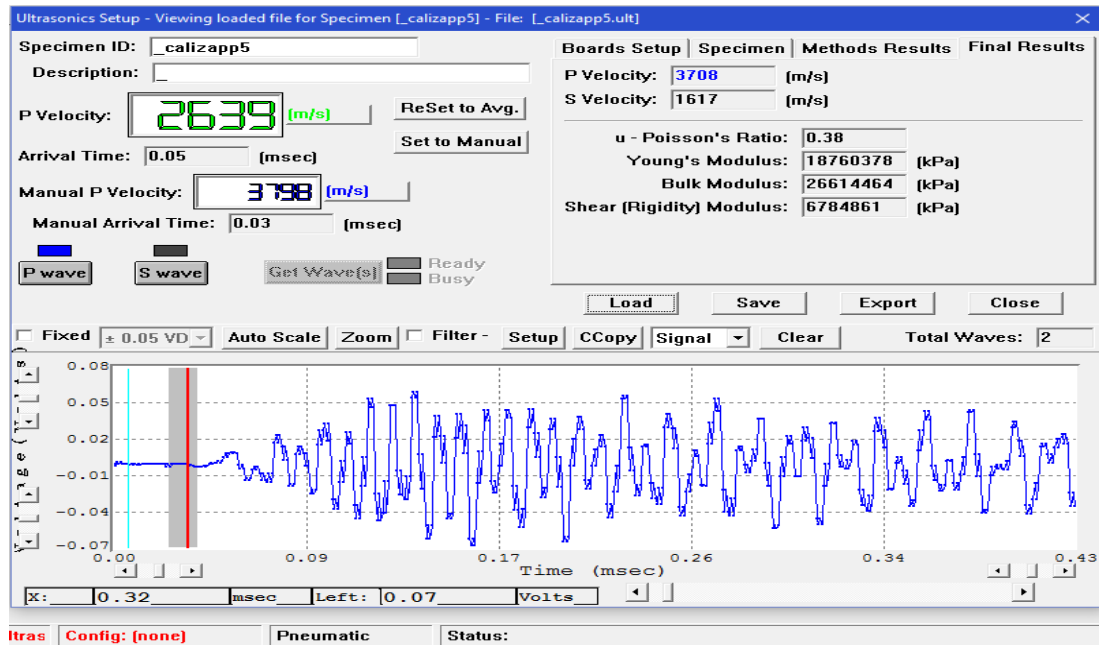 Ultrasonics Setup - Viewing loaded file for Specimen [_calizapp5] - File: [_calizapp5.ult]
Specimen ID: _calizapp5
Description: _
P Velocity: 2639 (m/s)
ReSet to Avg.
Set to Manual
Arrival Time: 0.05 (msec)
Manual P Velocity: 3798 (m/s)
Manual Arrival Time: 0.03 (msec)
P wave
S wave
Get Wave(s)
Ready
Busy
Boards Setup
Specimen
Methods Results
Final Results
P Velocity: 3708 (m/s)
S Velocity: 1617 (m/s)
u - Poisson's Ratio: 0.38
Young's Modulus: 18760378 (kPa)
Bulk Modulus: 26614464 (kPa)
Shear (Rigidity) Modulus: 6784861 (kPa)
Load
Save
Export
Close
Fixed ± 0.05 VD Auto Scale Zoom Filter - Setup CCopy Signal Clear Total Waves: 2
0.08
0.05
0.02
-0.01
-0.04
-0.07
0.00 0.09 0.17 0.26 0.34 0.43
Time (msec)
X: 0.32 msec Left: 0.07 Volts
ltras Config: (none) Pneumatic Status: